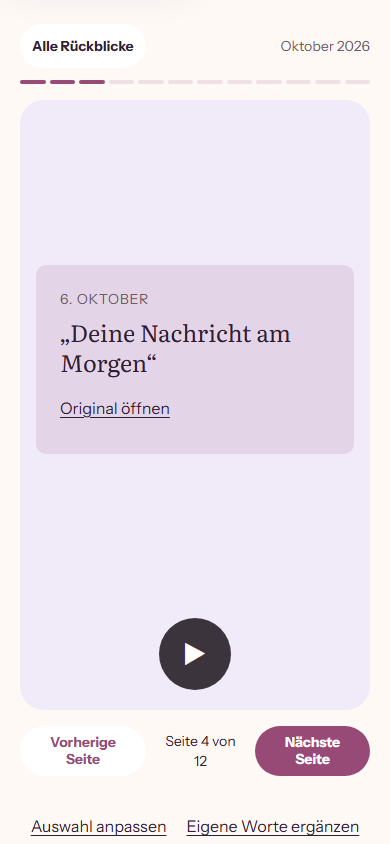 Alle Rückblicke
Oktober 2026
6. OKTOBER
„Deine Nachricht am
Morgen“
Original öffnen
Vorherige
Seite
Seite 4 von
12
Nächste
Seite
Auswahl anpassen
Eigene Worte ergänzen